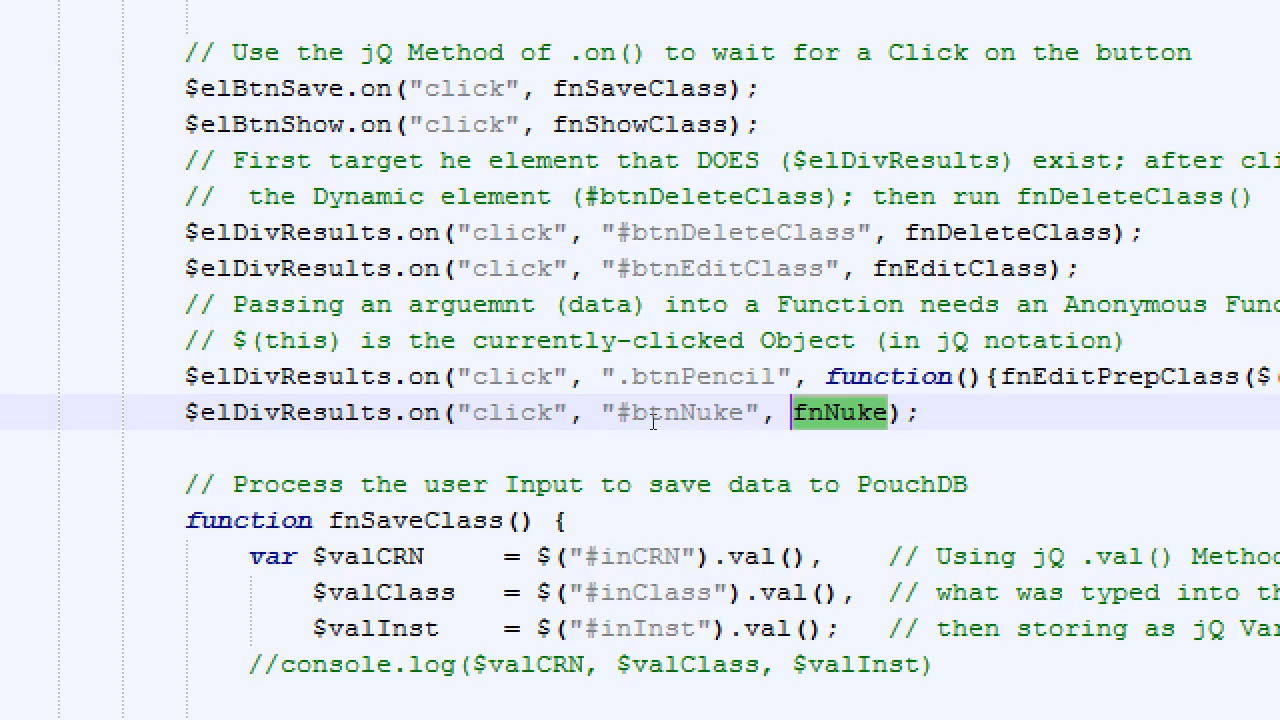 // Use the jQ Method of .on() to wait for a Click on the button
$elBtnSave.on("click", fnSaveClass);
$elBtnShow.on("click", fnShowClass);
// First target he element that DOES ($elDivResults) exist; after cli
//  the Dynamic element (#btnDeleteClass); then run fnDeleteClass()
$elDivResults.on("click", "#btnDeleteClass", fnDeleteClass);
$elDivResults.on("click", "#btnEditClass", fnEditClass);
// Passing an arguemnt (data) into a Function needs an Anonymous Func
// $(this) is the currently-clicked Object (in jQ notation)
$elDivResults.on("click", ".btnPencil", function(){fnEditPrepClass($(
$elDivResults.on("click", "#btnNuke", fnNuke);
// Process the user Input to save data to PouchDB
function fnSaveClass() {
var $valCRN     = $("#inCRN").val(),    // Using jQ .val() Method
$valClass   = $("#inClass").val(),  // what was typed into th
$valInst    = $("#inInst").val();   // then storing as jQ Var
//console.log($valCRN, $valClass, $valInst)